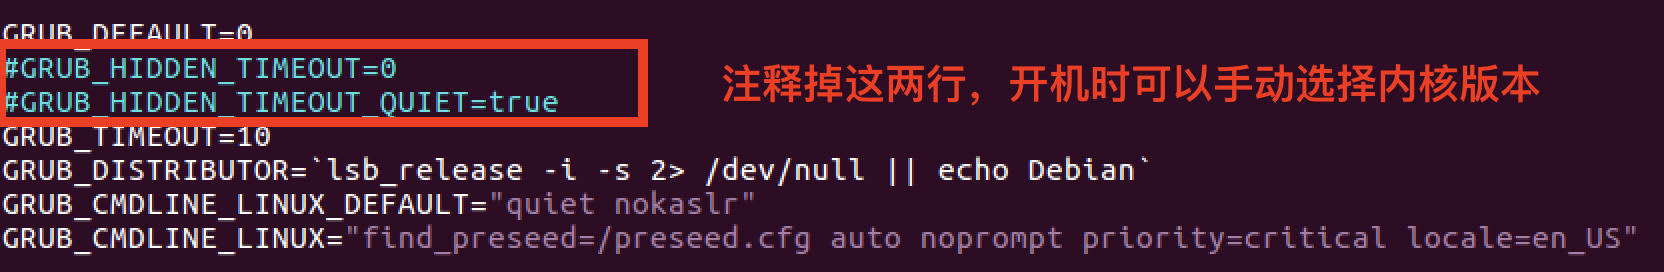 GRUB_DEFAULT=0
#GRUB_HIDDEN_TIMEOUT=0
#GRUB_HIDDEN_TIMEOUT_QUIET=true
注释掉这两行，开机时可以手动选择内核版本
GRUB_TIMEOUT=10
GRUB_DISTRIBUTOR=`lsb_release -i -s 2> /dev/null || echo Debian`
GRUB_CMDLINE_LINUX_DEFAULT="quiet nokaslr"
GRUB_CMDLINE_LINUX="find_preseed=/preseed.cfg auto noprompt priority=critical locale=en_US"